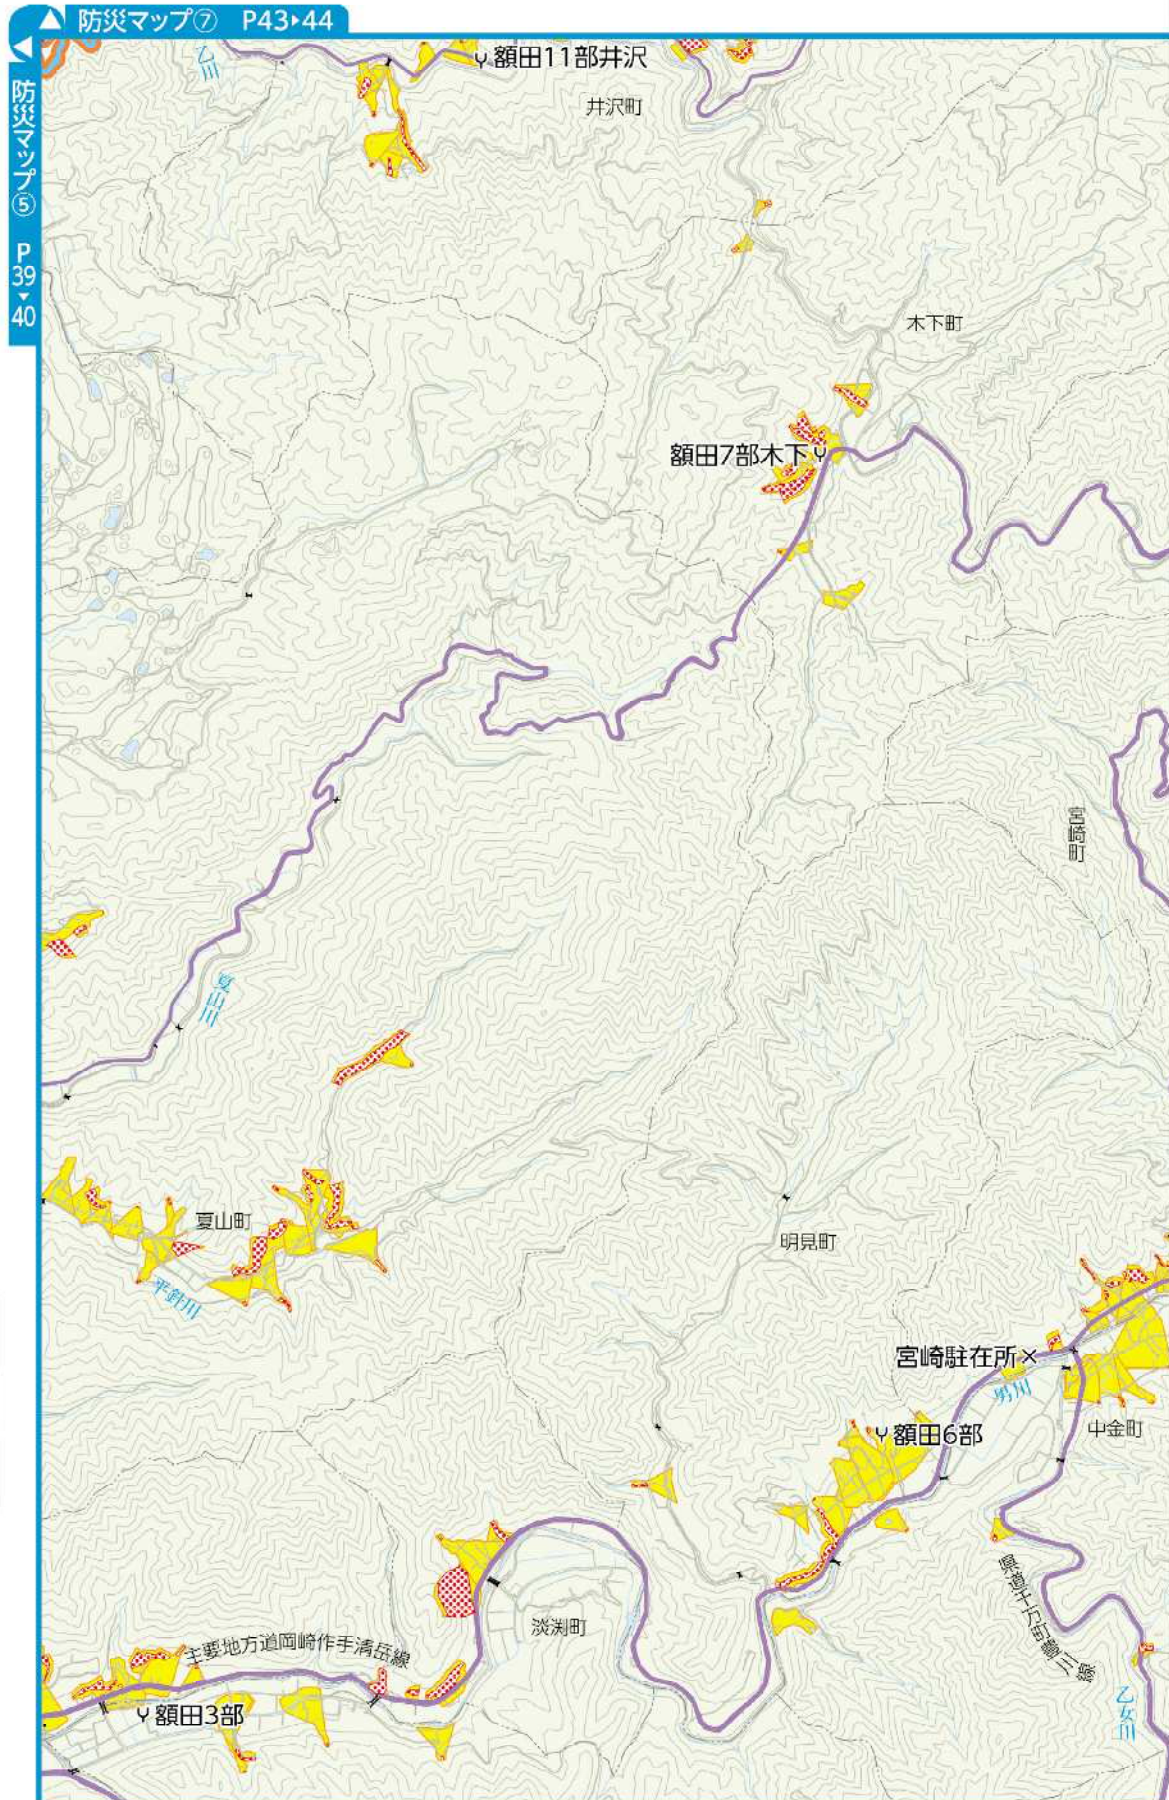 防災マップ⑦ P43▸44
防災マップ⑤ P39▸40
乙川
額田11部井沢
井沢町
木下町
額田7部木下
宮崎町
夏山川
夏山町
平針川
明見町
宮崎駐在所
男川
中金町
額田6部
県道千万町豊川線
淡渕町
主要地方道岡崎作手清岳線
額田3部
乙女川